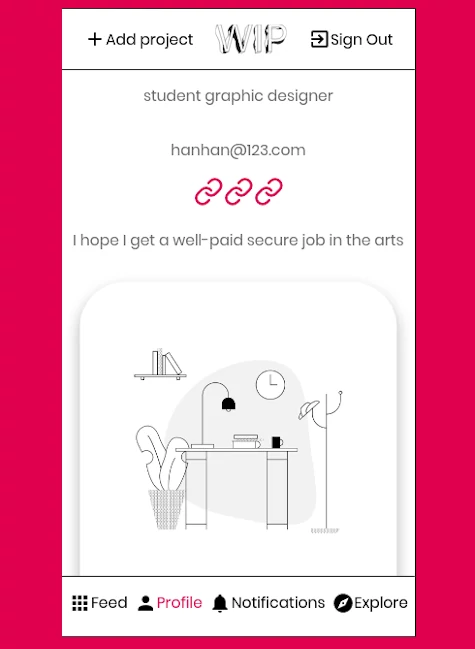 Add project WIP Sign Out
student graphic designer
hanhan@123.com
I hope I get a well-paid secure job in the arts
Feed Profile Notifications Explore